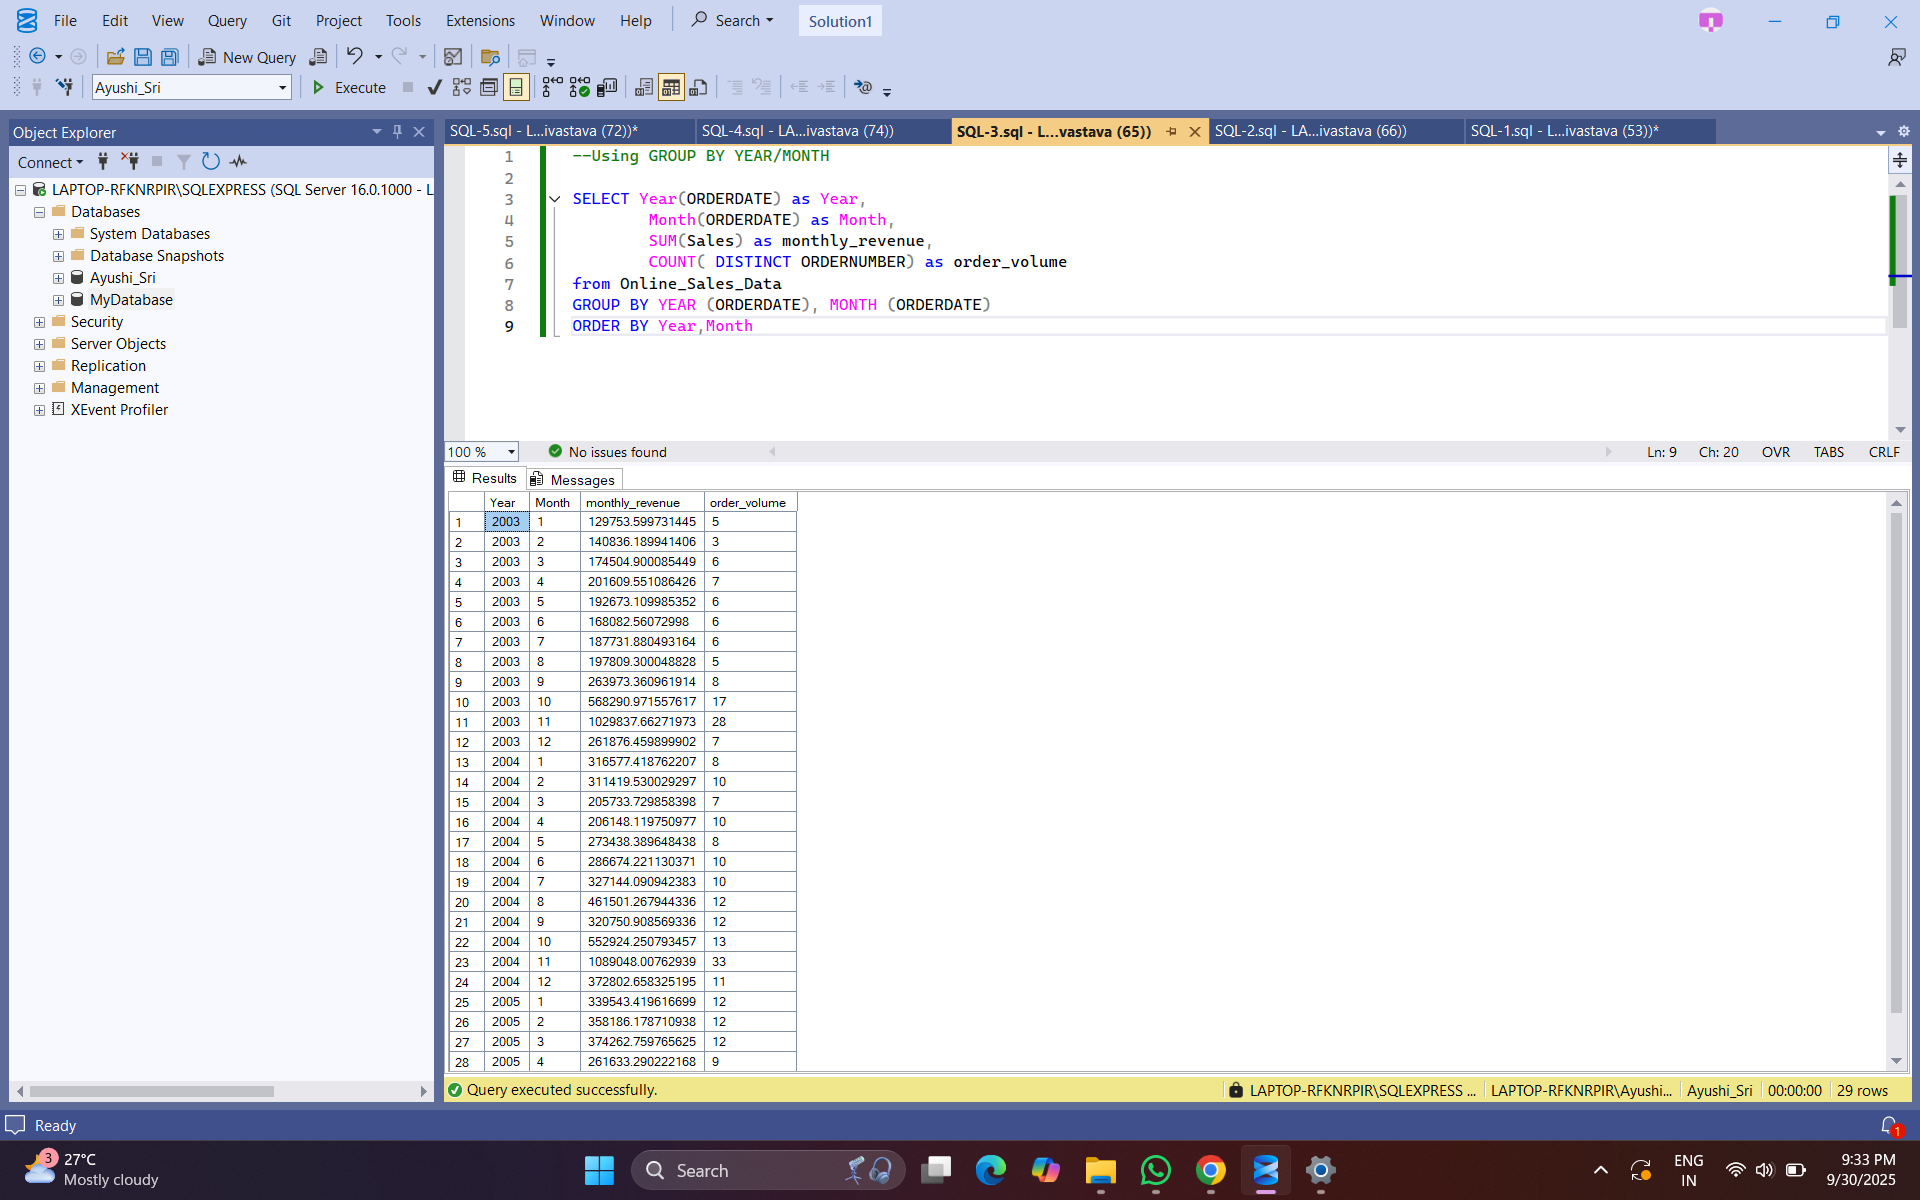 File Edit View Query Git Project Tools Extensions Window Help Search Solution1
New Query
Ayushi_Sri Execute
Object Explorer
Connect
LAPTOP-RFKNRPIR\SQLEXPRESS (SQL Server 16.0.1000 - L
Databases
System Databases
Database Snapshots
Ayushi_Sri
MyDatabase
Security
Server Objects
Replication
Management
XEvent Profiler
SQL-5.sql - L...ivastava (72))* SQL-4.sql - LA...ivastava (74)) SQL-3.sql - L...vastava (65)) SQL-2.sql - LA...ivastava (66)) SQL-1.sql - L...ivastava (53))*
1 --Using GROUP BY YEAR/MONTH
2
3 SELECT Year(ORDERDATE) as Year,
4 Month(ORDERDATE) as Month,
5 SUM(Sales) as monthly_revenue,
6 COUNT( DISTINCT ORDERNUMBER) as order_volume
7 from Online_Sales_Data
8 GROUP BY YEAR (ORDERDATE), MONTH (ORDERDATE)
9 ORDER BY Year,Month
100 % No issues found Ln: 9 Ch: 20 OVR TABS CRLF
Results Messages
Year Month monthly_revenue order_volume
1 2003 1 129753.599731445 5
2 2003 2 140836.189941406 3
3 2003 3 174504.900085449 6
4 2003 4 201609.551086426 7
5 2003 5 192673.109985352 6
6 2003 6 168082.56072998 6
7 2003 7 187731.880493164 6
8 2003 8 197809.300048828 5
9 2003 9 263973.360961914 8
10 2003 10 568290.971557617 17
11 2003 11 1029837.66271973 28
12 2003 12 261876.459899902 7
13 2004 1 316577.418762207 8
14 2004 2 311419.530029297 10
15 2004 3 205733.729858398 7
16 2004 4 206148.119750977 10
17 2004 5 273438.389648438 8
18 2004 6 286674.221130371 10
19 2004 7 327144.090942383 10
20 2004 8 461501.267944336 12
21 2004 9 320750.908569336 12
22 2004 10 552924.250793457 13
23 2004 11 1089048.00762939 33
24 2004 12 372802.658325195 11
25 2005 1 339543.419616699 12
26 2005 2 358186.178710938 12
27 2005 3 374262.759765625 12
28 2005 4 261633.290222168 9
Query executed successfully. LAPTOP-RFKNRPIR\SQLEXPRESS ... LAPTOP-RFKNRPIR\Ayushi... Ayushi_Sri 00:00:00 29 rows
Ready 1
3 27°C
Mostly cloudy
Search
ENG
IN
9:33 PM
9/30/2025